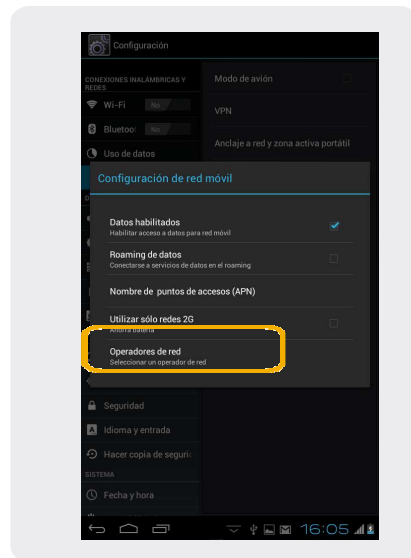 Configuración
CONEXIONES INALÁMBRICAS Y
REDES
Wi-Fi No
Bluetoot No
Uso de datos
Modo de avión
VPN
Anclaje a red y zona activa portátil
Configuración de red móvil
Datos habilitados
Habilitar acceso a datos para red móvil
Roaming de datos
Conectarse a servicios de datos en el roaming
Nombre de puntos de accesos (APN)
Utilizar sólo redes 2G
Ahorra batería
Operadores de red
Seleccionar un operador de red
Seguridad
A Idioma y entrada
Hacer copia de seguric
SISTEMA
Fecha y hora
16:05